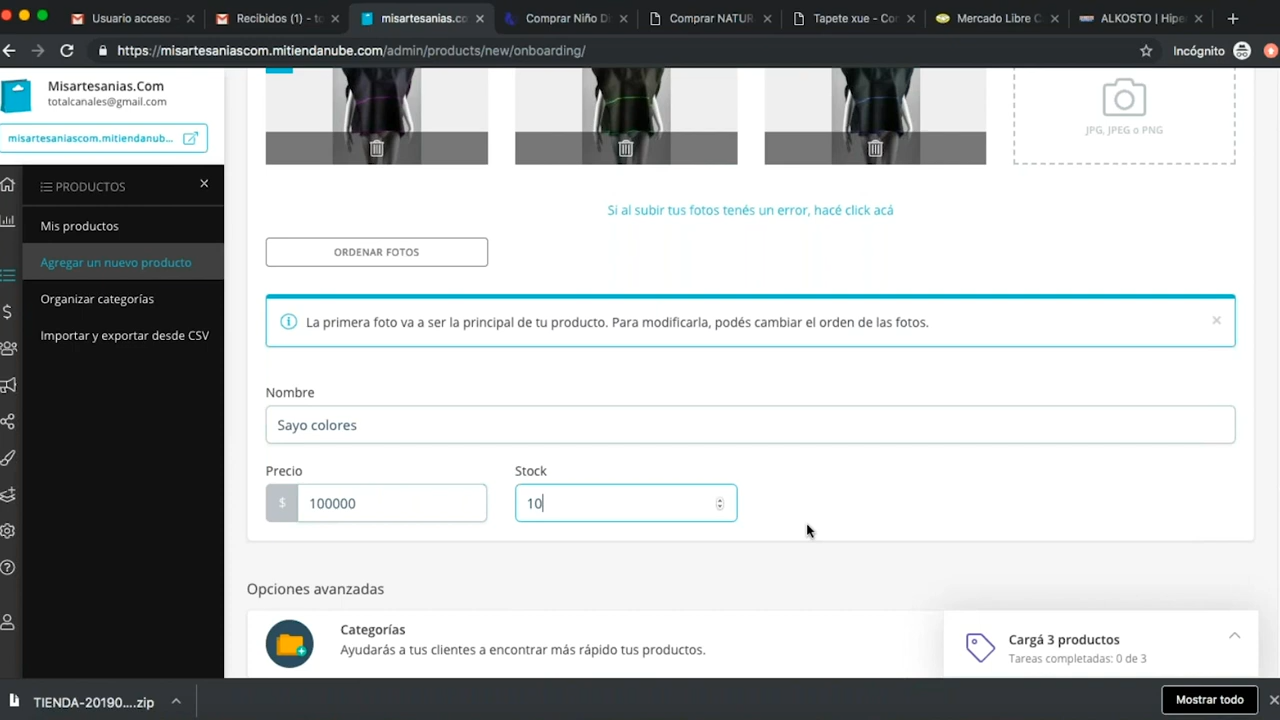 Usuario acceso
Recibidos (1) - to
misartesanias.co
Comprar Niño D
Comprar NATUR
Tapete xue - Cor
Mercado Libre C
ALKOSTO | Hipe
https://misartesaniascom.mitiendanube.com/admin/products/new/onboarding/
Incógnito
Misartesanias.Com
totalcanales@gmail.com
misartesaniascom.mitiendanub...
PRODUCTOS
Mis productos
Agregar un nuevo producto
Organizar categorías
Importar y exportar desde CSV
JPG, JPEG o PNG
Si al subir tus fotos tenés un error, hacé click acá
ORDENAR FOTOS
La primera foto va a ser la principal de tu producto. Para modificarla, podés cambiar el orden de las fotos.
Nombre
Sayo colores
Precio
Stock
$ 100000
10
Opciones avanzadas
Categorías
Ayudarás a tus clientes a encontrar más rápido tus productos.
Cargá 3 productos
Tareas completadas: 0 de 3
TIENDA-20190....zip
Mostrar todo